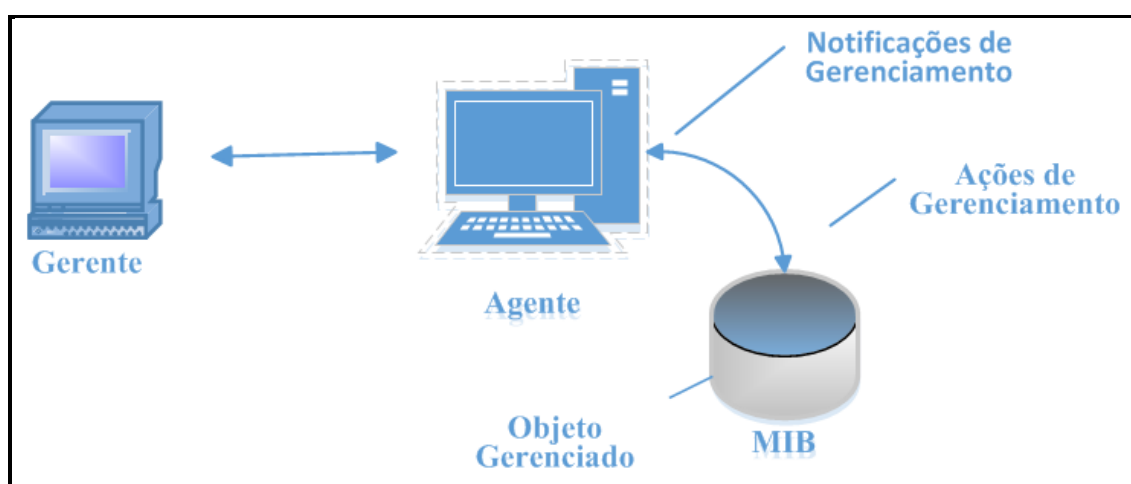 Notificações de
Gerenciamento
Ações de
Gerenciamento
Gerente
Agente
Objeto
Gerenciado
MIB